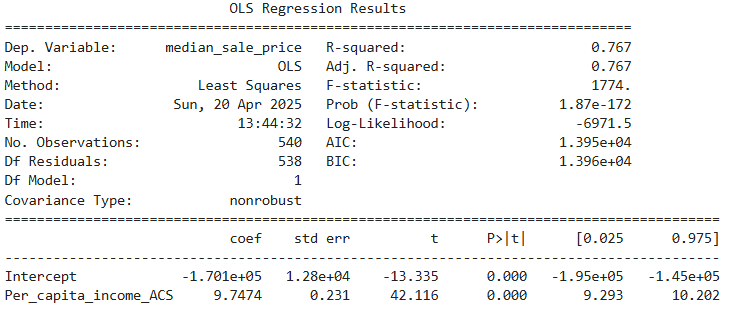 OLS Regression Results
==============================================================================
Dep. Variable: median_sale_price R-squared: 0.767
Model: OLS Adj. R-squared: 0.767
Method: Least Squares F-statistic: 1774.
Date: Sun, 20 Apr 2025 Prob (F-statistic): 1.87e-172
Time: 13:44:32 Log-Likelihood: -6971.5
No. Observations: 540 AIC: 1.395e+04
Df Residuals: 538 BIC: 1.396e+04
Df Model: 1
Covariance Type: nonrobust
=========================================================================================
coef std err t P>|t| [0.025 0.975]
-----------------------------------------------------------------------------------------
Intercept -1.701e+05 1.28e+04 -13.335 0.000 -1.95e+05 -1.45e+05
Per_capita_income_ACS 9.7474 0.231 42.116 0.000 9.293 10.202